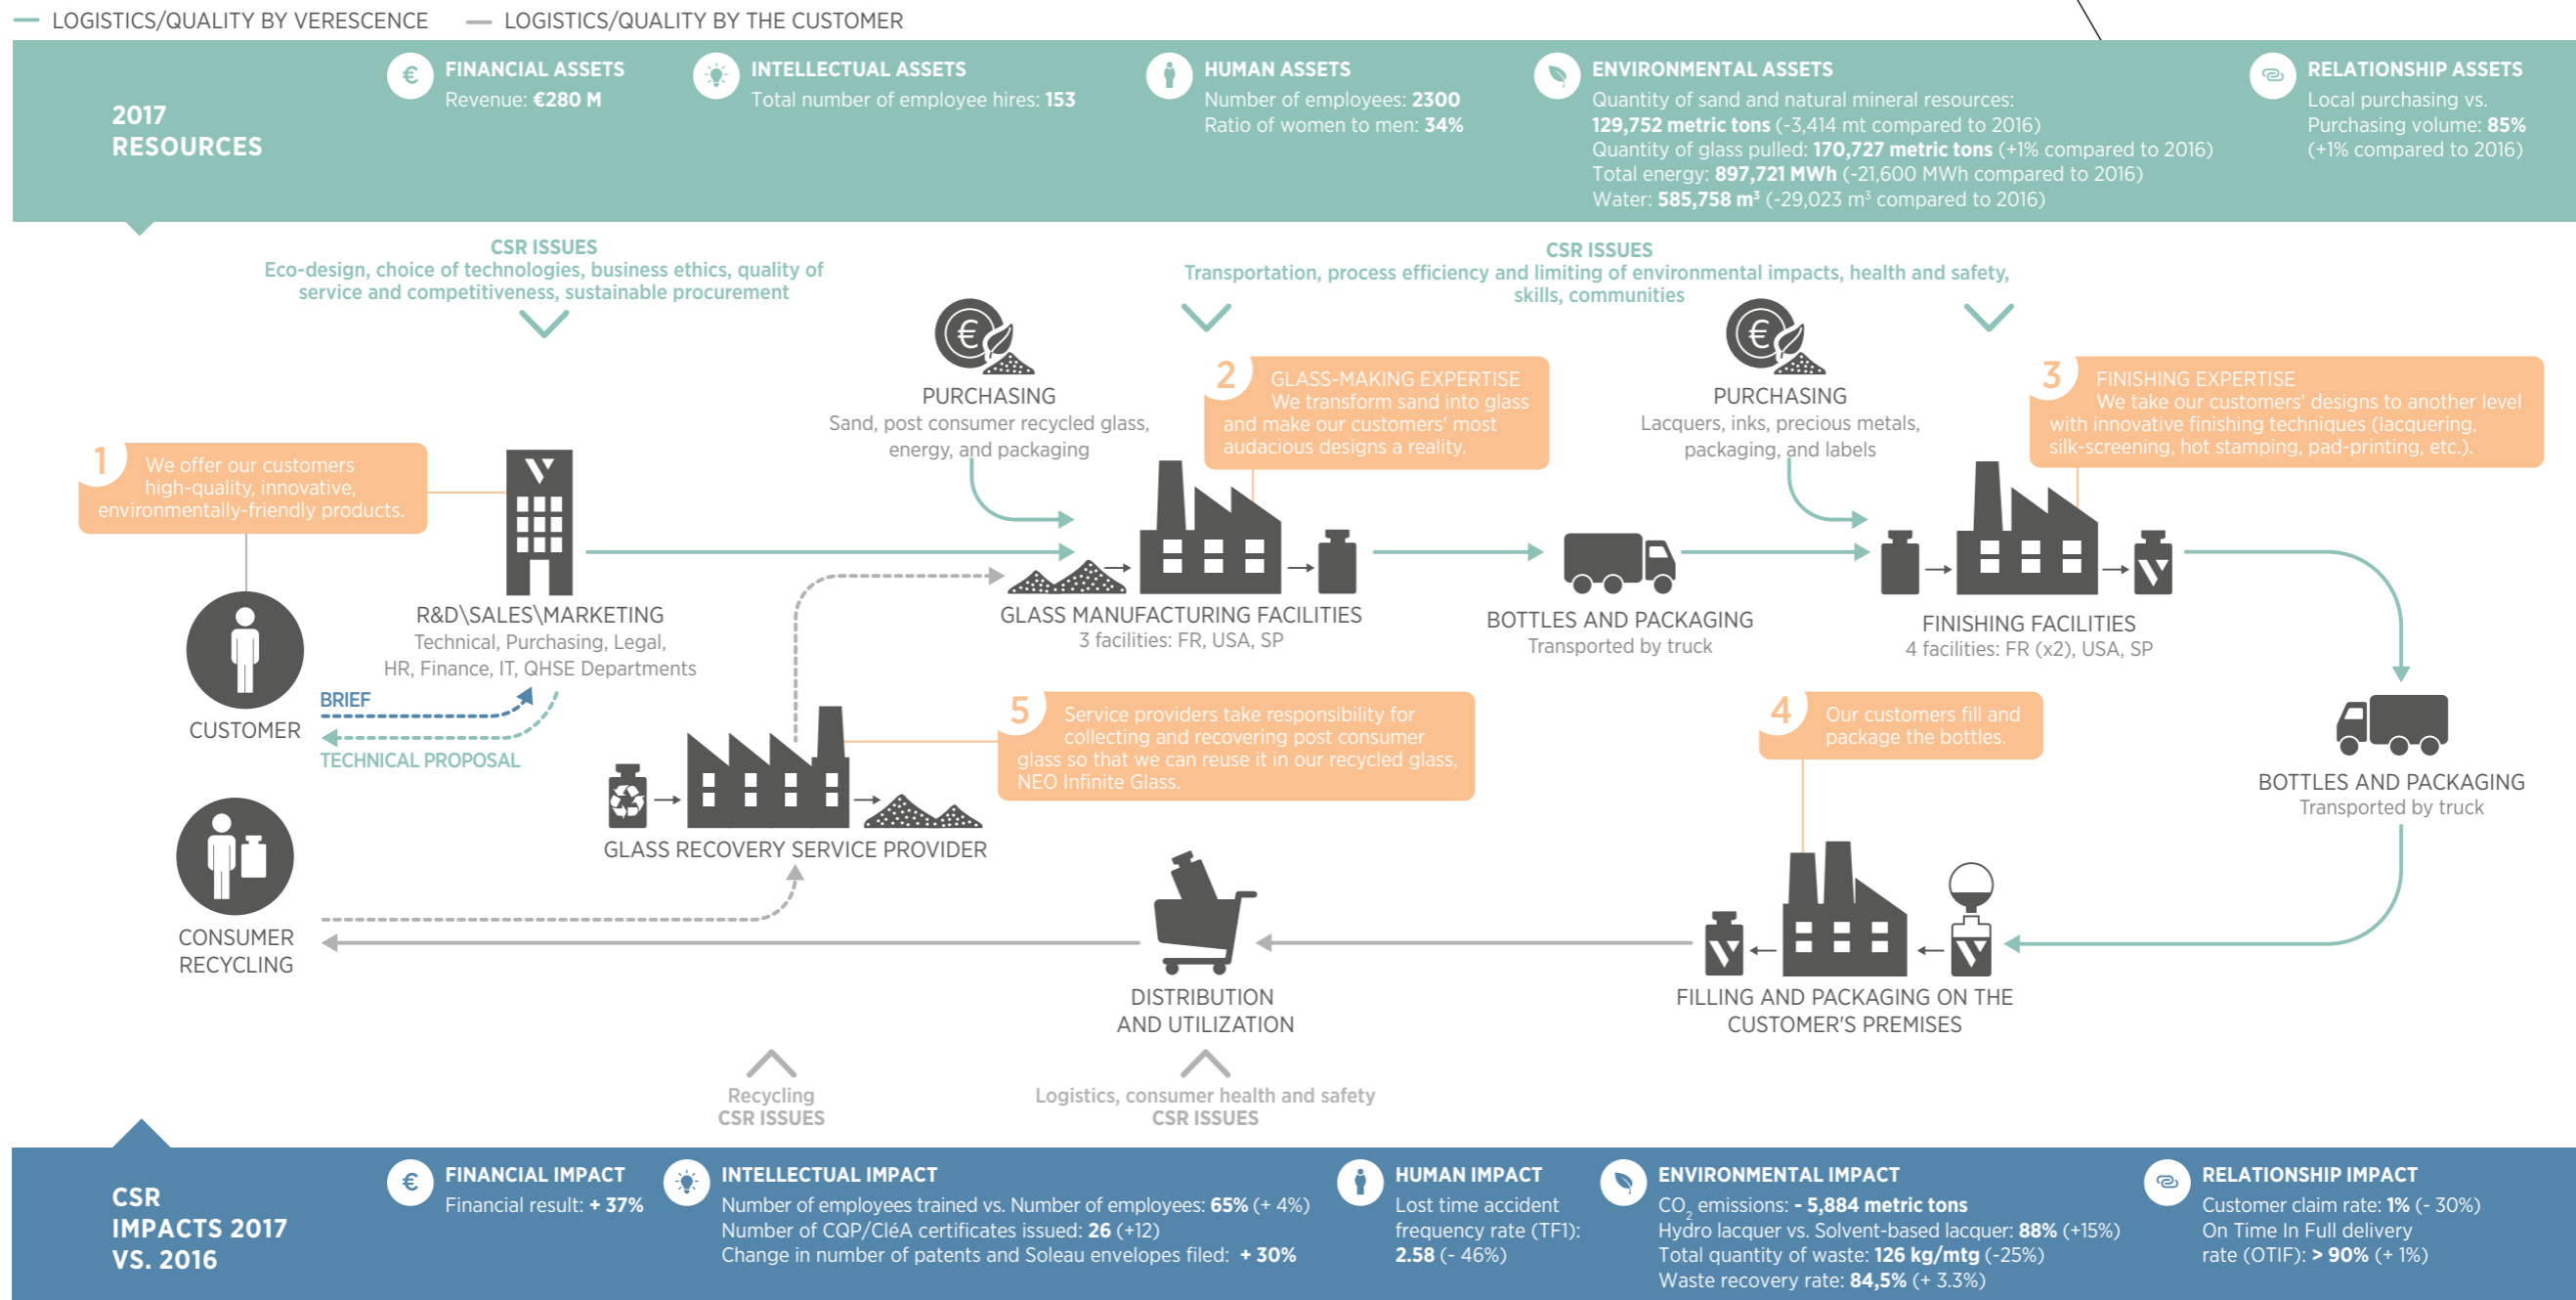 LOGISTICS/QUALITY BY VERESCENCE
LOGISTICS/QUALITY BY THE CUSTOMER
2017
RESOURCES
€
FINANCIAL ASSETS
Revenue: €280 M
INTELLECTUAL ASSETS
Total number of employee hires: 153
HUMAN ASSETS
Number of employees: 2300
Ratio of women to men: 34%
ENVIRONMENTAL ASSETS
Quantity of sand and natural mineral resources:
129,752 metric tons (-3,414 mt compared to 2016)
Quantity of glass pulled: 170,727 metric tons (+1% compared to 2016)
Total energy: 897,721 MWh (-21,600 MWh compared to 2016)
Water: 585,758 m³ (-29,023 m³ compared to 2016)
RELATIONSHIP ASSETS
Local purchasing vs.
Purchasing volume: 85%
(+1% compared to 2016)
CSR ISSUES
Eco-design, choice of technologies, business ethics, quality of
service and competitiveness, sustainable procurement
CSR ISSUES
Transportation, process efficiency and limiting of environmental impacts, health and safety,
skills, communities
1
We offer our customers
high-quality, innovative,
environmentally-friendly products.
€
PURCHASING
Sand, post consumer recycled glass,
energy, and packaging
2
GLASS-MAKING EXPERTISE
We transform sand into glass
and make our customers' most
audacious designs a reality.
€
PURCHASING
Lacquers, inks, precious metals,
packaging, and labels
3
FINISHING EXPERTISE
We take our customers' designs to another level
with innovative finishing techniques (lacquering,
silk-screening, hot stamping, pad-printing, etc.).
CUSTOMER
R&D\SALES\MARKETING
Technical, Purchasing, Legal,
HR, Finance, IT, QHSE Departments
BRIEF
TECHNICAL PROPOSAL
GLASS MANUFACTURING FACILITIES
3 facilities: FR, USA, SP
BOTTLES AND PACKAGING
Transported by truck
FINISHING FACILITIES
4 facilities: FR (x2), USA, SP
5
Service providers take responsibility for
collecting and recovering post consumer
glass so that we can reuse it in our recycled glass,
NEO Infinite Glass.
4
Our customers fill and
package the bottles.
BOTTLES AND PACKAGING
Transported by truck
GLASS RECOVERY SERVICE PROVIDER
CONSUMER
RECYCLING
DISTRIBUTION
AND UTILIZATION
FILLING AND PACKAGING ON THE
CUSTOMER'S PREMISES
Recycling
CSR ISSUES
Logistics, consumer health and safety
CSR ISSUES
CSR
IMPACTS 2017
VS. 2016
€
FINANCIAL IMPACT
Financial result: + 37%
INTELLECTUAL IMPACT
Number of employees trained vs. Number of employees: 65% (+ 4%)
Number of CQP/CléA certificates issued: 26 (+12)
Change in number of patents and Soleau envelopes filed: + 30%
HUMAN IMPACT
Lost time accident
frequency rate (TF1):
2.58 (- 46%)
ENVIRONMENTAL IMPACT
CO₂ emissions: - 5,884 metric tons
Hydro lacquer vs. Solvent-based lacquer: 88% (+15%)
Total quantity of waste: 126 kg/mtg (-25%)
Waste recovery rate: 84,5% (+ 3.3%)
RELATIONSHIP IMPACT
Customer claim rate: 1% (- 30%)
On Time In Full delivery
rate (OTIF): > 90% (+ 1%)